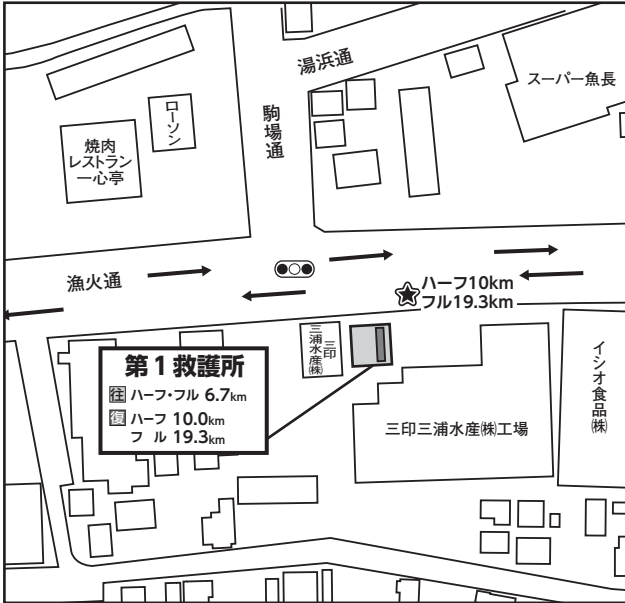 湯浜通
スーパー魚長
駒場通
ローソン
焼肉
レストラン
一心亭
漁火通
ハーフ10km
フル19.3km
三印
三浦水産㈱
第1救護所
往 ハーフ・フル 6.7km
復 ハーフ 10.0km
フル 19.3km
三印三浦水産㈱工場
イシオ食品㈱